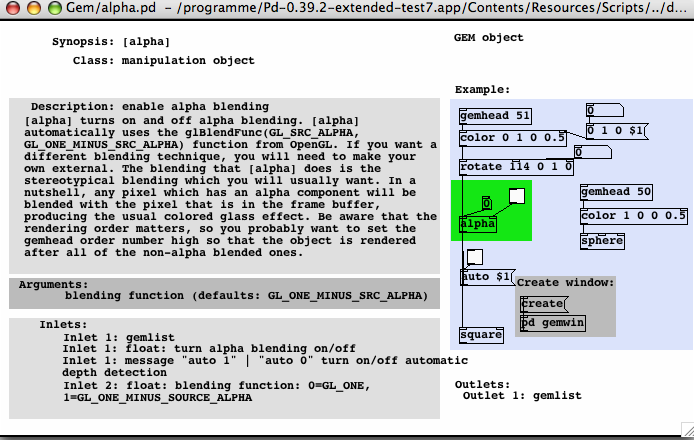 Gem/alpha.pd - /programme/Pd-0.39.2-extended-test7.app/Contents/Resources/Scripts/../d...
Synopsis: [alpha]
Class: manipulation object
GEM object
Description: enable alpha blending
[alpha] turns on and off alpha blending. [alpha]
automatically uses the glBlendFunc(GL_SRC_ALPHA,
GL_ONE_MINUS_SRC_ALPHA) function from OpenGL. If you want a
different blending technique, you will need to make your
own external. The blending that [alpha] does is the
stereotypical blending which you will usually want. In a
nutshell, any pixel which has an alpha component will be
blended with the pixel that is in the frame buffer,
producing the usual colored glass effect. Be aware that the
rendering order matters, so you probably want to set the
gemhead order number high so that the object is rendered
after all of the non-alpha blended ones.
Arguments:
blending function (defaults: GL_ONE_MINUS_SRC_ALPHA)
Inlets:
Inlet 1: gemlist
Inlet 1: float: turn alpha blending on/off
Inlet 1: message "auto 1" | "auto 0" turn on/off automatic
depth detection
Inlet 2: float: blending function: 0=GL_ONE,
1=GL_ONE_MINUS_SOURCE_ALPHA
Example:
gemhead 51
0
color 0 1 0 0.5
0 1 0 $1
0
rotate 114 0 1 0
0
alpha
gemhead 50
color 1 0 0 0.5
sphere
auto $1
Create window:
create
pd gemwin
square
Outlets:
Outlet 1: gemlist